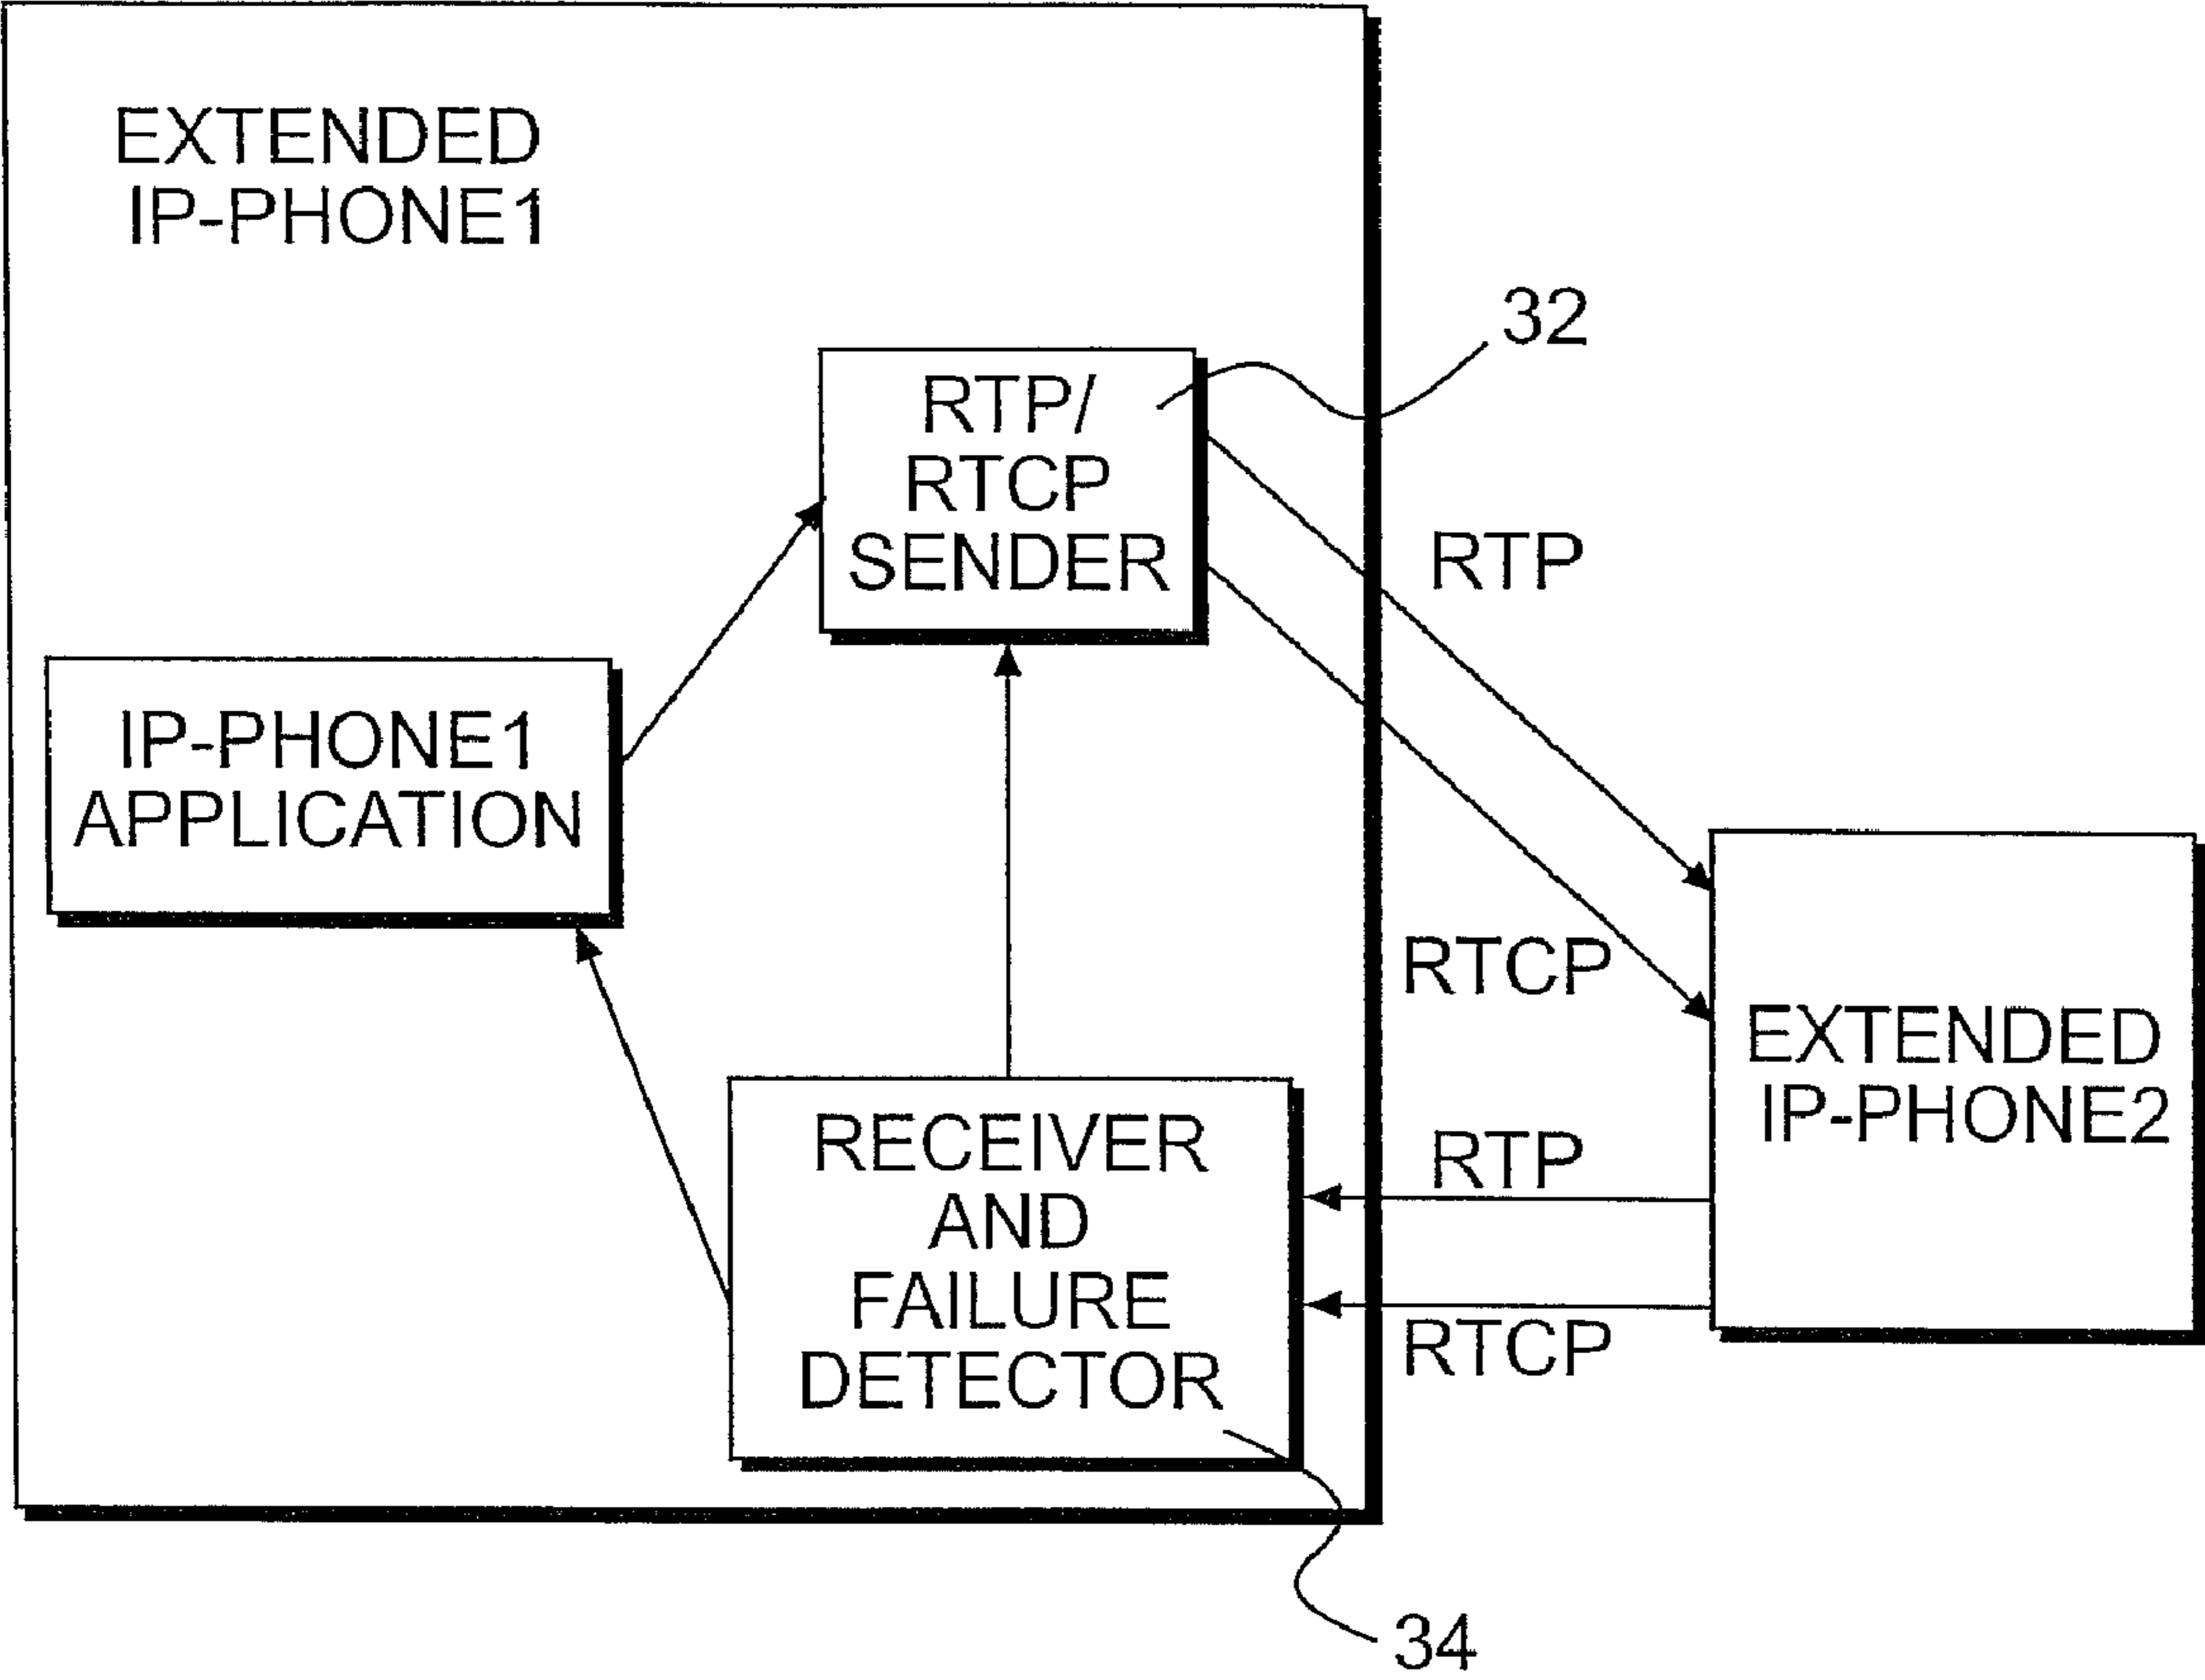 EXTENDED
IP-PHONE1
32
RTP/
RTCP
SENDER
RTP
IP-PHONE1
APPLICATION
RTCP
EXTENDED
IP-PHONE2
RECEIVER
AND
FAILURE
DETECTOR
RTP
RTCP
34